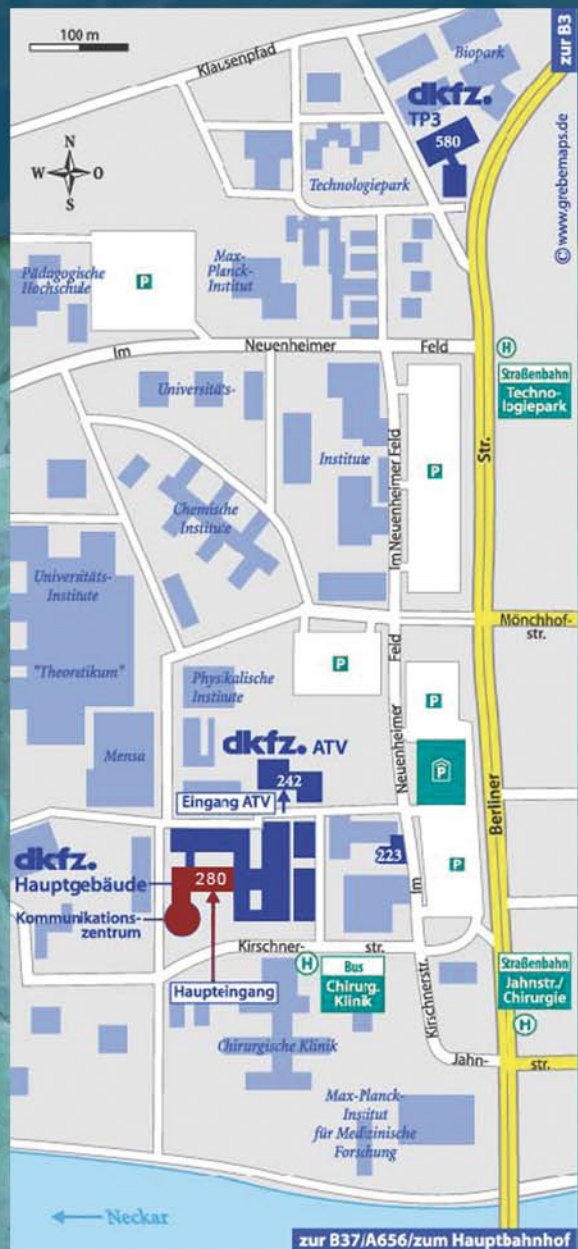 100 m
zur B3
Klausenpfad
Biopark
dkfz.
TP3
580
N
W O
S
Technologiepark
© www.grebemaps.de
Pädagogische
Hochschule
P
Max-
Planck-
Institut
Im Neuenheimer Feld
H
Straßenbahn
Techno-
logiepark
Universitäts-
Institute
P
Im Neuenheimer Feld
Str.
Chemische
Institute
Universitäts-
Institute
Mönchhof-
str.
"Theoretikum"
Physikalische
Institute
P
P
Im Neuenheimer Feld
Mensa
dkfz. ATV
242
P
Eingang ATV
Berliner
223
P
dkfz.
Hauptgebäude
280
Kommunikations-
zentrum
Kirschner- str.
H
Bus
Chirurg.
Klinik
Straßenbahn
Jahnstr./
Chirurgie
H
Haupteingang
Kirschnerstr.
Chirurgische Klinik
Jahn- str.
Max-Planck-
Institut
für Medizinische
Forschung
Neckar
zur B37/A656/zum Hauptbahnhof